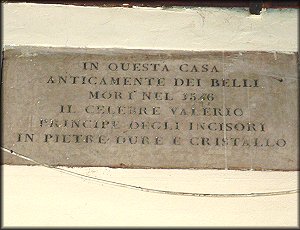 IN QUESTA CASA
ANTICAMENTE DEI BELLI
MORÌ NEL 1546
IL CELEBRE VALERIO
PRINCIPE DEGLI INCISORI
IN PIETRE DURE E CRISTALLO